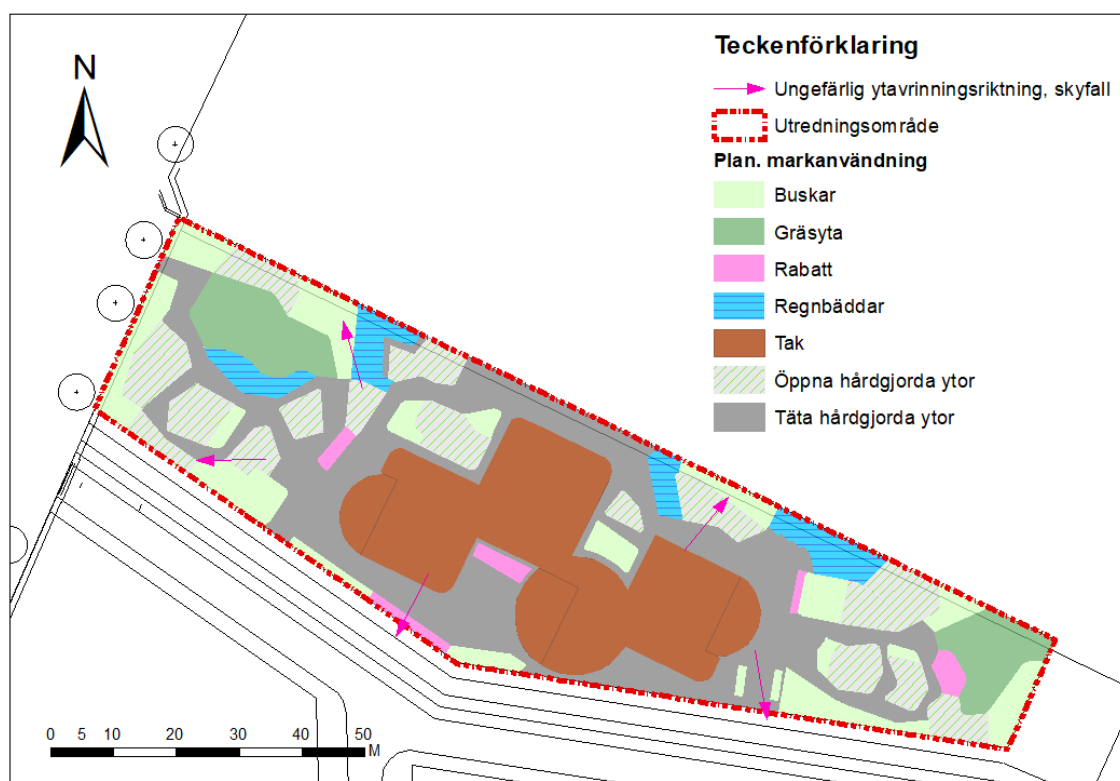 N
Teckenförklaring
Ungefärlig ytavrinningsriktning, skyfall
Utredningsområde
Plan. markanvändning
Buskar
Gräsyta
Rabatt
Regnbäddar
Tak
Öppna hårdgjorda ytor
Täta hårdgjorda ytor
0 5 10 20 30 40 50
M